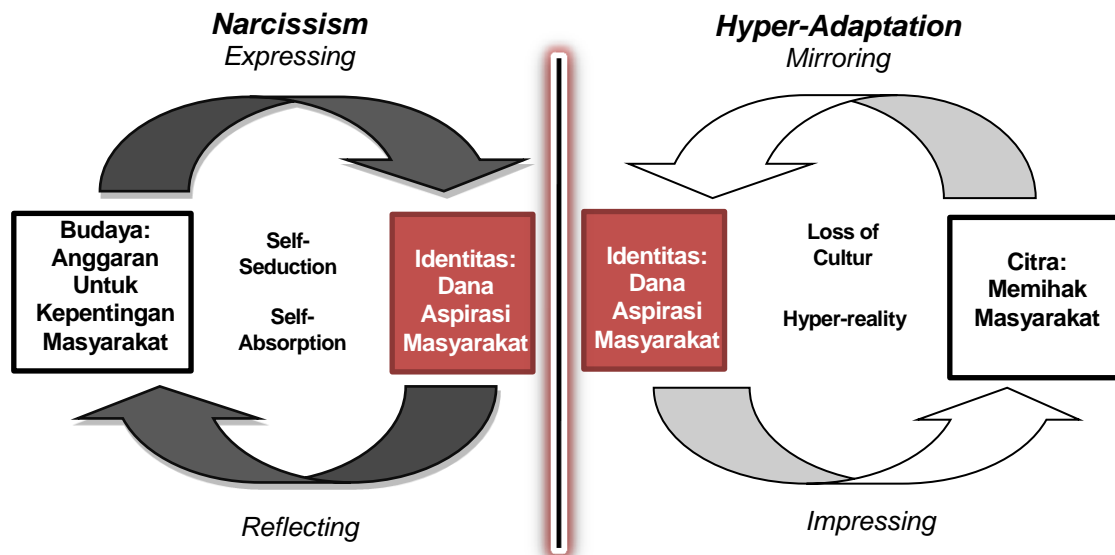 Narcissism
Expressing
Budaya:
Anggaran
Untuk
Kepentingan
Masyarakat
Self-
Seduction
Self-
Absorption
Identitas:
Dana
Aspirasi
Masyarakat
Reflecting
Hyper-Adaptation
Mirroring
Identitas:
Dana
Aspirasi
Masyarakat
Loss of
Cultur
Hyper-reality
Citra:
Memihak
Masyarakat
Impressing